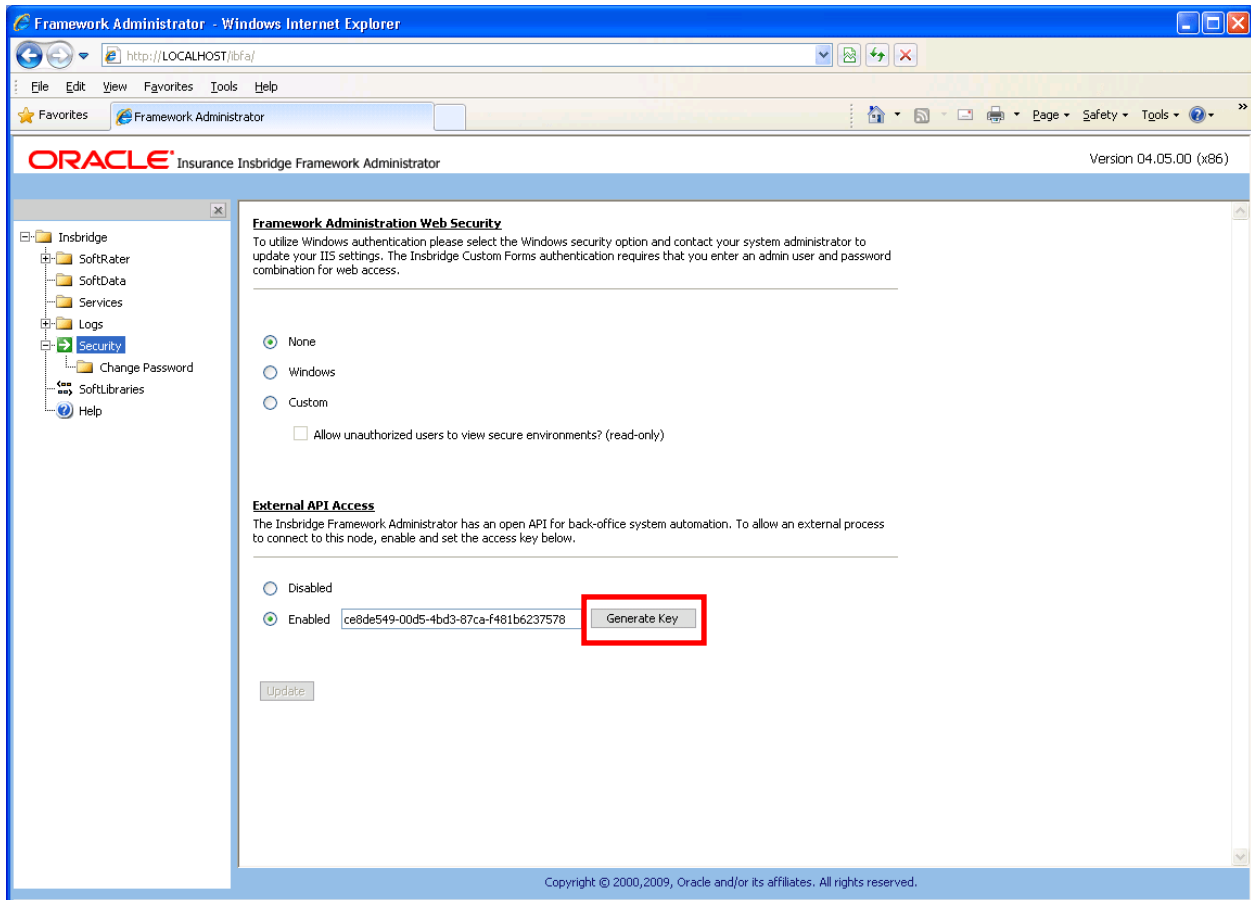 Framework Administrator - Windows Internet Explorer
http://LOCALHOST/ibfa/
File Edit View Favorites Tools Help
Favorites Framework Administrator Page Safety Tools »
ORACLE Insurance Insbridge Framework Administrator Version 04.05.00 (x86)
Insbridge
SoftRater
SoftData
Services
Logs
Security
Change Password
SoftLibraries
Help
Framework Administration Web Security
To utilize Windows authentication please select the Windows security option and contact your system administrator to
update your IIS settings. The Insbridge Custom Forms authentication requires that you enter an admin user and password
combination for web access.
None
Windows
Custom
Allow unauthorized users to view secure environments? (read-only)
External API Access
The Insbridge Framework Administrator has an open API for back-office system automation. To allow an external process
to connect to this node, enable and set the access key below.
Disabled
Enabled ce8de549-00d5-4bd3-87ca-f481b6237578 Generate Key
Update
Copyright © 2000,2009, Oracle and/or its affiliates. All rights reserved.